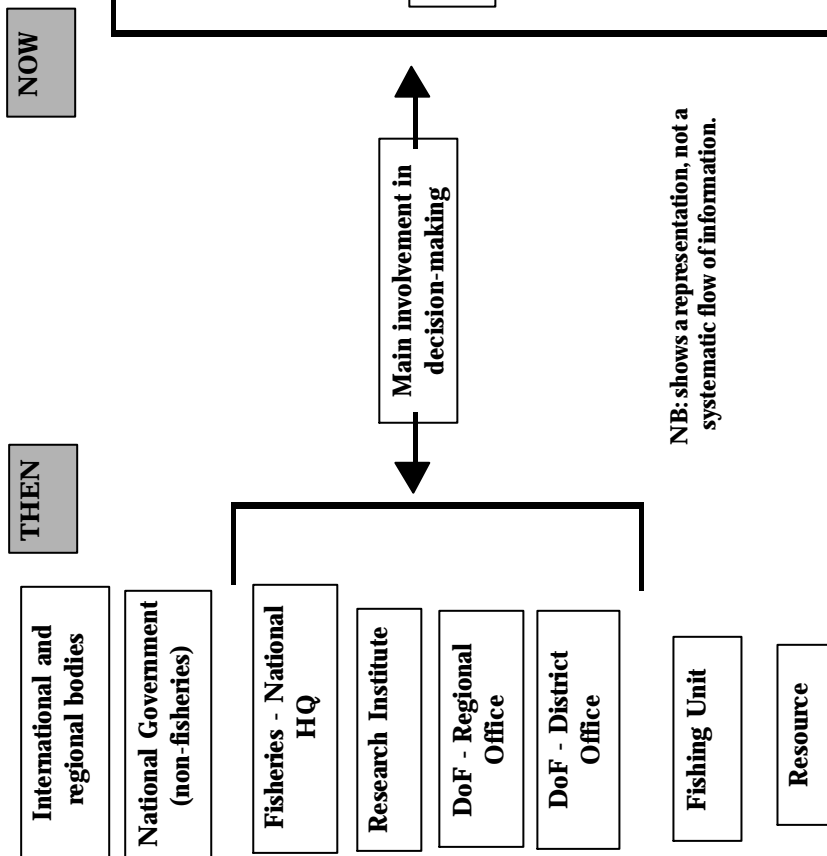 THEN
NOW
International and
regional bodies
National Government
(non-fisheries)
Fisheries - National
HQ
Research Institute
DoF - Regional
Office
DoF - District
Office
Fishing Unit
Resource
Main involvement in
decision-making
NB: shows a representation, not a
systematic flow of information.